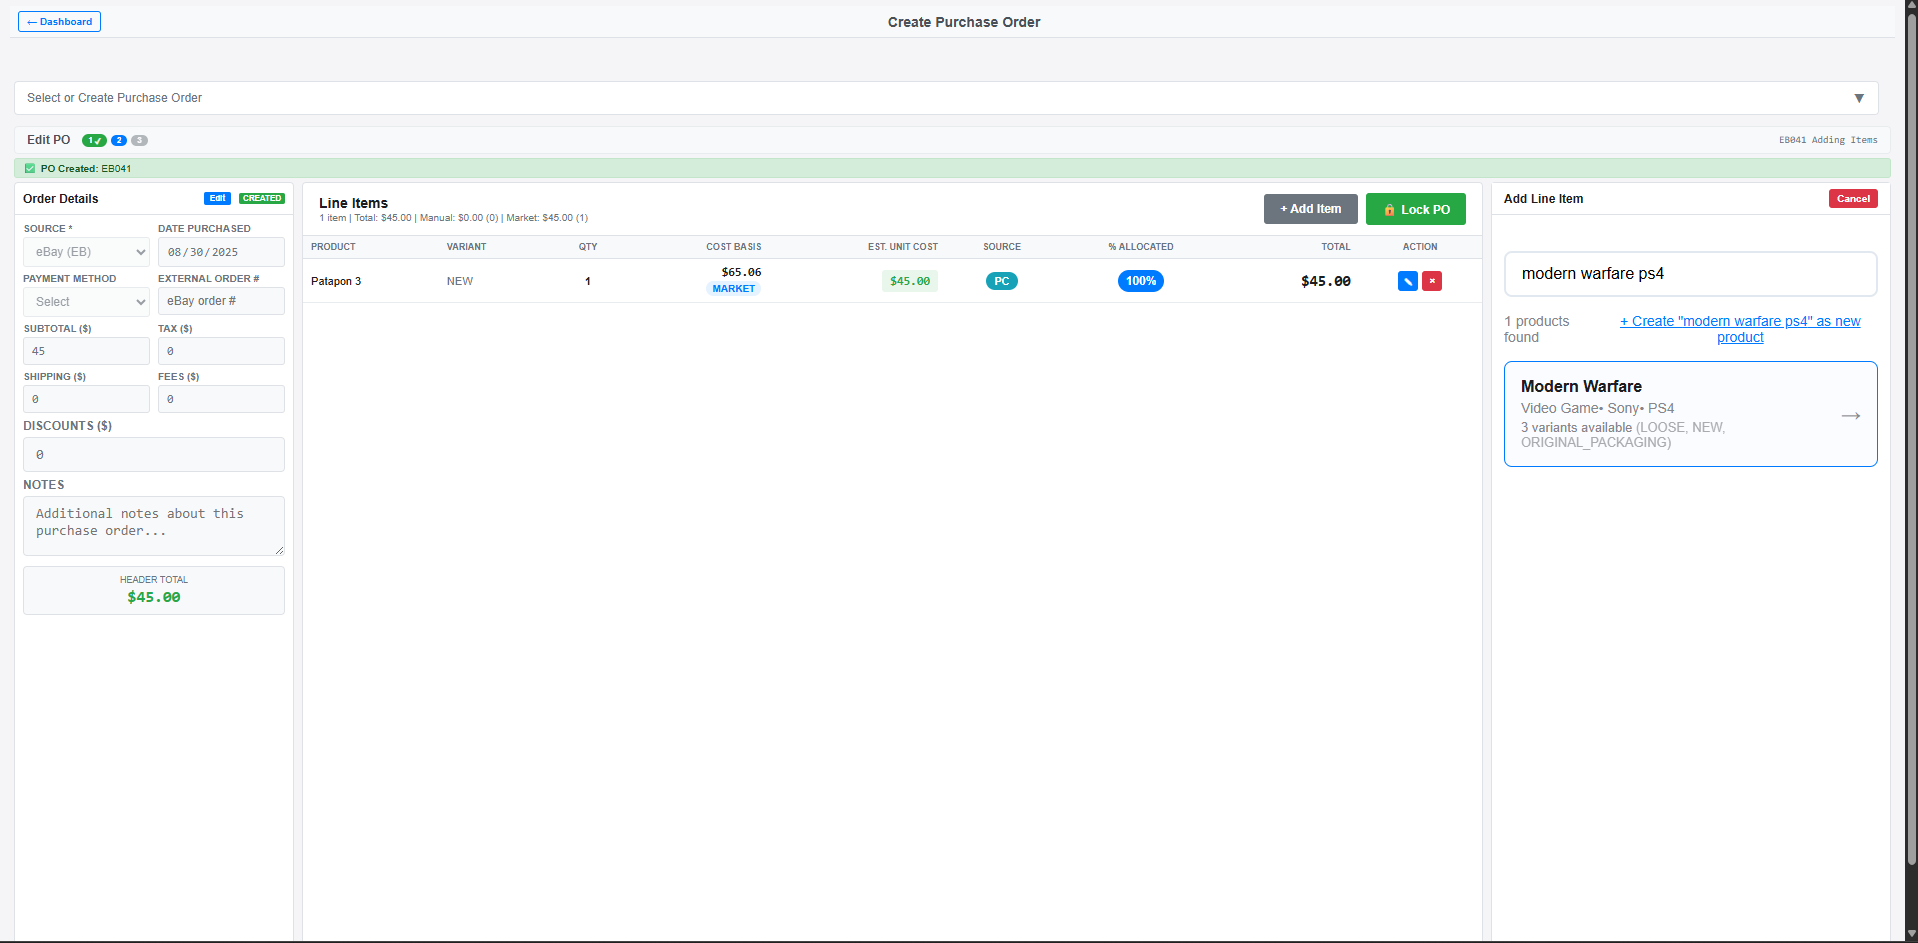 ← Dashboard
Create Purchase Order
Select or Create Purchase Order
▼
Edit PO 1✓ 2 3
EB041 Adding Items
✅ PO Created: EB041
Order Details Edit CREATED
SOURCE * DATE PURCHASED
eBay (EB) 08/30/2025
PAYMENT METHOD EXTERNAL ORDER #
Select eBay order #
SUBTOTAL ($) TAX ($)
45 0
SHIPPING ($) FEES ($)
0 0
DISCOUNTS ($)
0
NOTES
Additional notes about this
purchase order...
HEADER TOTAL
$45.00
Line Items
1 item | Total: $45.00 | Manual: $0.00 (0) | Market: $45.00 (1)
+ Add Item 🔒 Lock PO
PRODUCT VARIANT QTY COST BASIS EST. UNIT COST SOURCE % ALLOCATED TOTAL ACTION
Patapon 3 NEW 1 $65.06 MARKET $45.00 PC 100% $45.00
Add Line Item Cancel
modern warfare ps4
1 products
found
+ Create "modern warfare ps4" as new
product
Modern Warfare
Video Game• Sony• PS4
3 variants available (LOOSE, NEW,
ORIGINAL_PACKAGING)
→